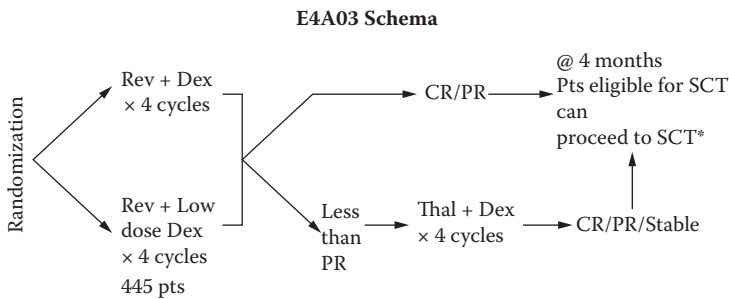 E4A03 Schema
Randomization
Rev + Dex
× 4 cycles
Rev + Low
dose Dex
× 4 cycles
445 pts
CR/PR
@ 4 months
Pts eligible for SCT
can
proceed to SCT*
Less
than
PR
Thal + Dex
× 4 cycles
CR/PR/Stable